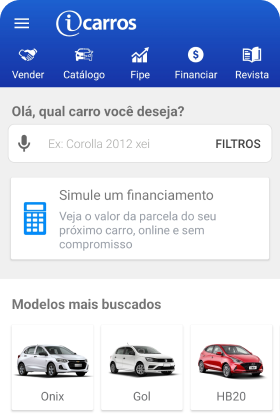 icarros
Vender Catálogo Fipe Financiar Revista
Olá, qual carro você deseja?
Ex: Corolla 2012 xei FILTROS
Simule um financiamento
Veja o valor da parcela do seu
próximo carro, online e sem
compromisso
Modelos mais buscados
Onix Gol HB20